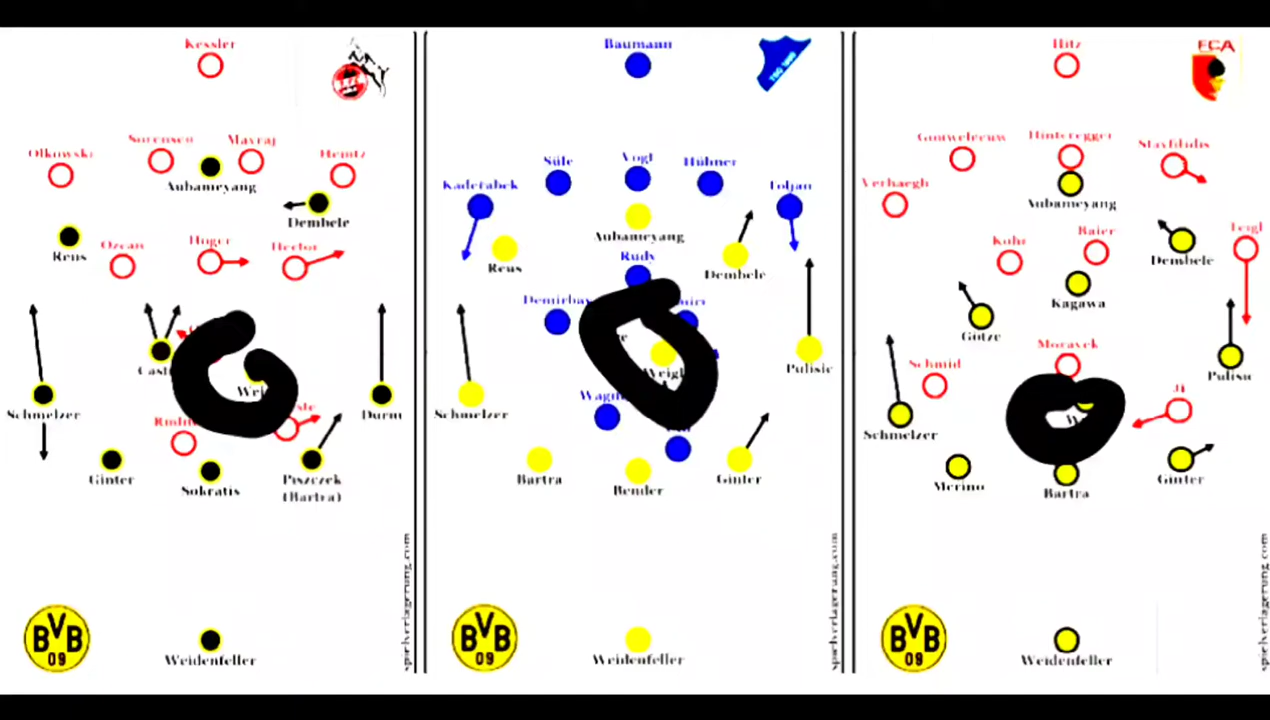 Kessler
Sorensen
Mavraj
Olkowski
Heintz
Aubameyang
Dembele
Reus
Ozcan
Hoger
Hector
Schmelzer
Durm
Ginter
Sokratis
Piszczek
(Bartra)
BVB
09
Weidenfeller
spielverlagerung.com
Baumann
TSG 1899
Süle
Vogt
Hübner
Kaderabek
Toljan
Aubameyang
Reus
Dembele
Rudy
Pulisic
Schmelzer
Bartra
Bender
Ginter
BVB
09
Weidenfeller
spielverlagerung.com
Hitz
FCA
Gouweleeuw
Hinteregger
Stafylidis
Verhaegh
Aubameyang
Teigl
Kohr
Baier
Dembele
Kagawa
Götze
Moravek
Schmid
Pulisic
Ji
Schmelzer
Merino
Bartra
Ginter
BVB
09
Weidenfeller
spielverlagerung.com